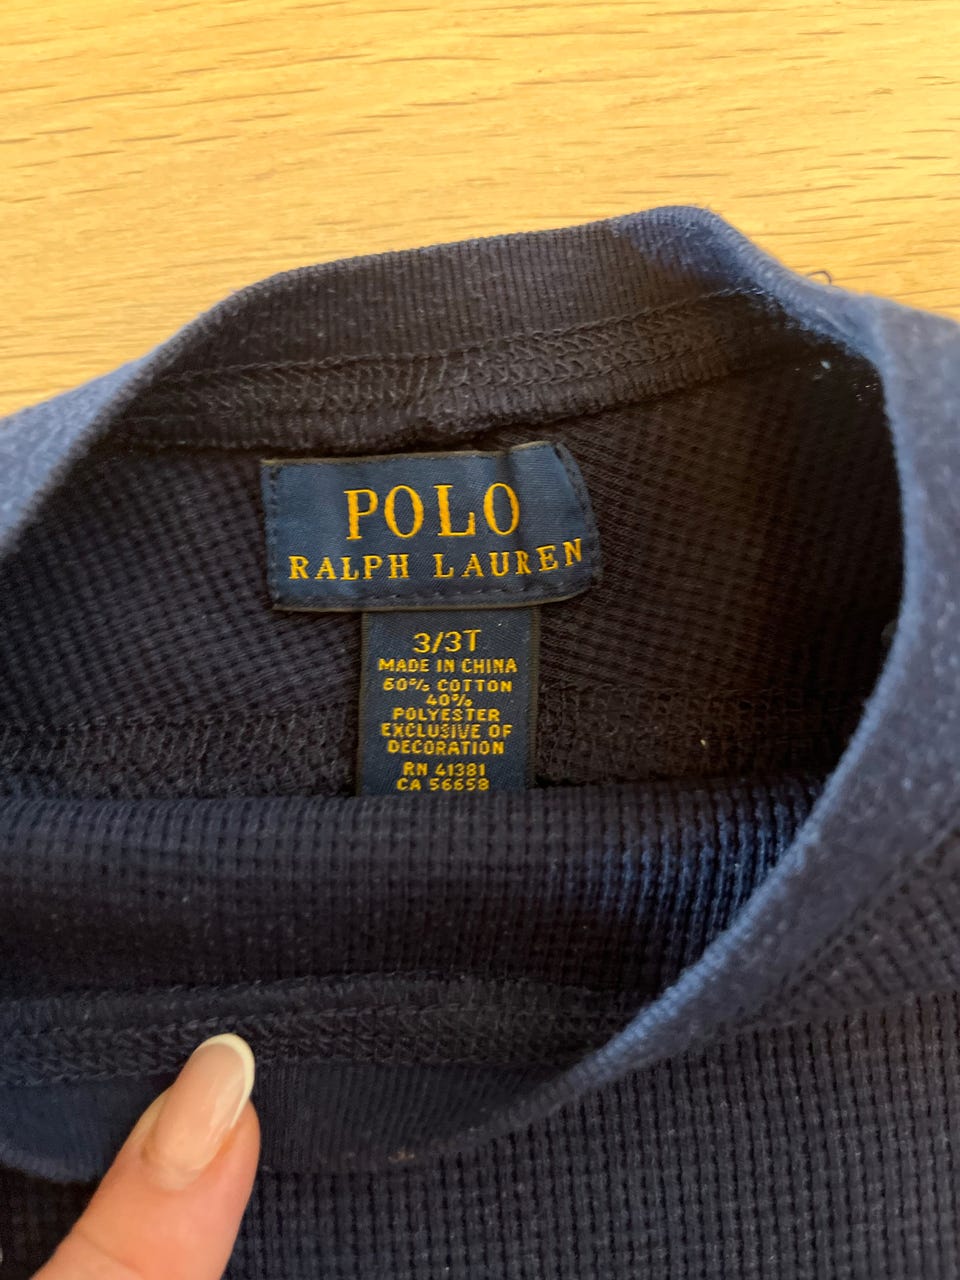 POLO
RALPH LAUREN
3/3T
MADE IN CHINA
60% COTTON
40%
POLYESTER
EXCLUSIVE OF
DECORATION
RN 41381
CA 56658